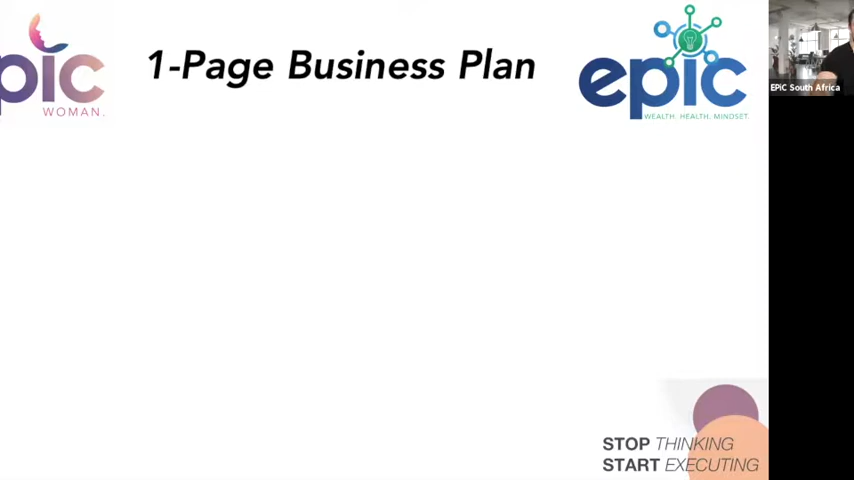 1-Page Business Plan
pic
WOMAN.
epic
WEALTH. HEALTH. MINDSET.
EPiC South Africa
STOP THINKING
START EXECUTING